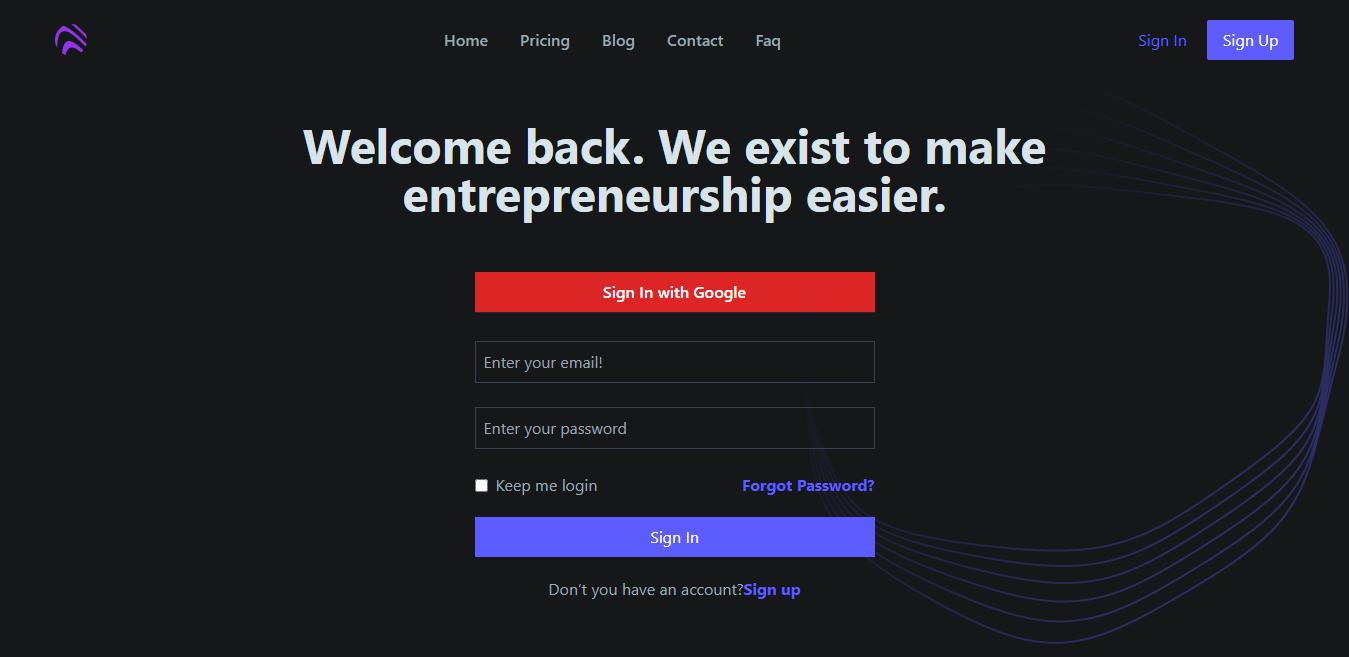 Home Pricing Blog Contact Faq Sign In Sign Up
Welcome back. We exist to make
entrepreneurship easier.
Sign In with Google
Enter your email!
Enter your password
Keep me login Forgot Password?
Sign In
Don’t you have an account?Sign up